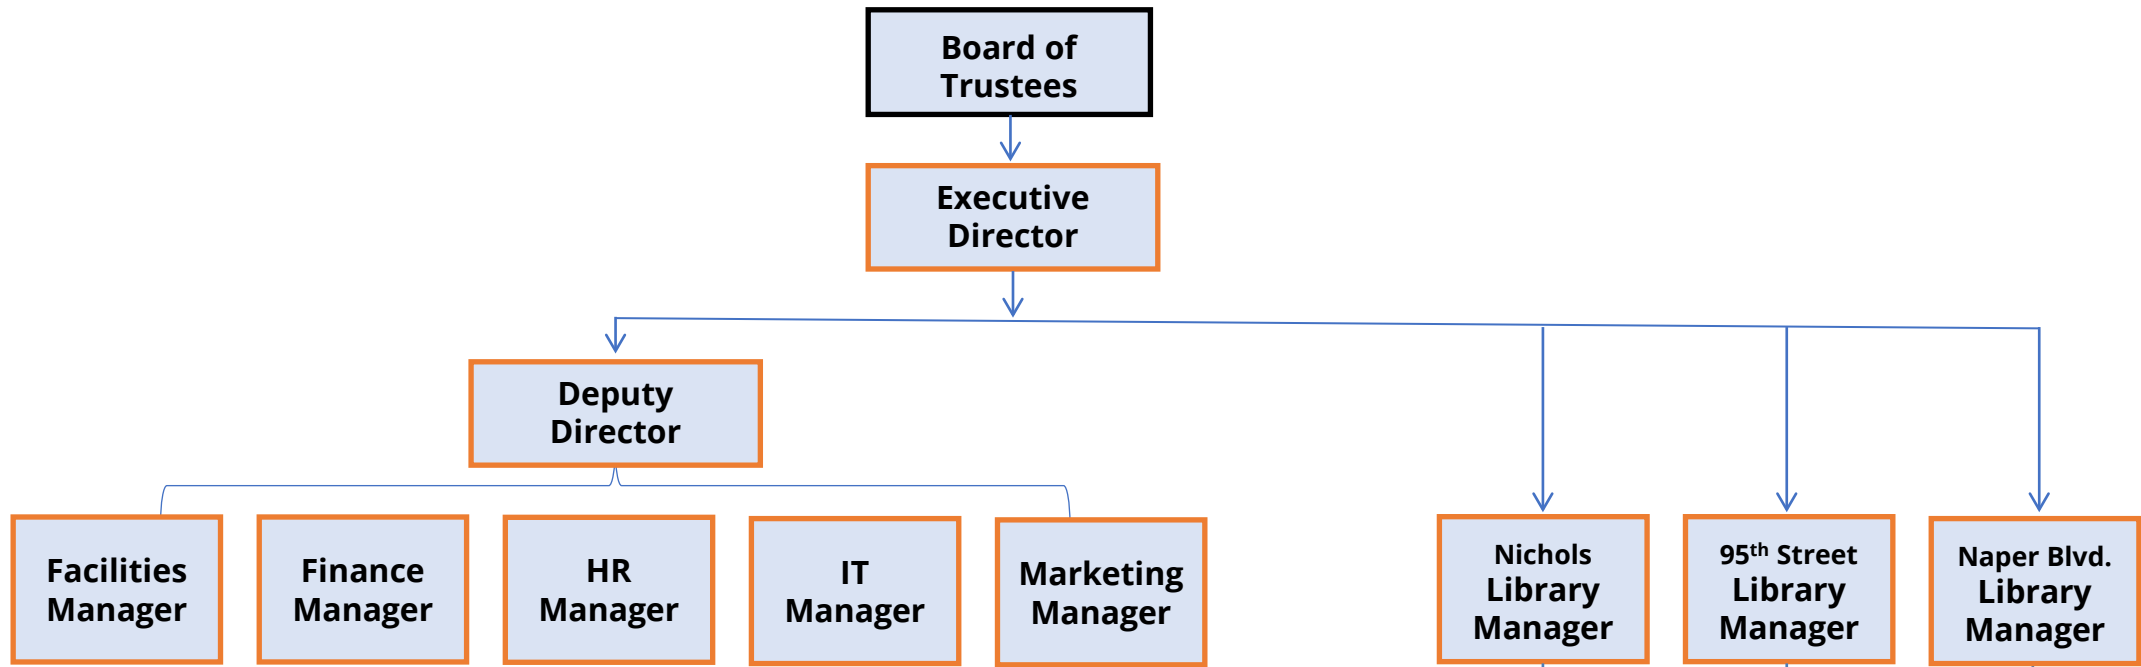 Board of
Trustees
Executive
Director
Deputy
Director
Facilities
Manager
Finance
Manager
HR
Manager
IT
Manager
Marketing
Manager
Nichols
Library
Manager
95th Street
Library
Manager
Naper Blvd.
Library
Manager